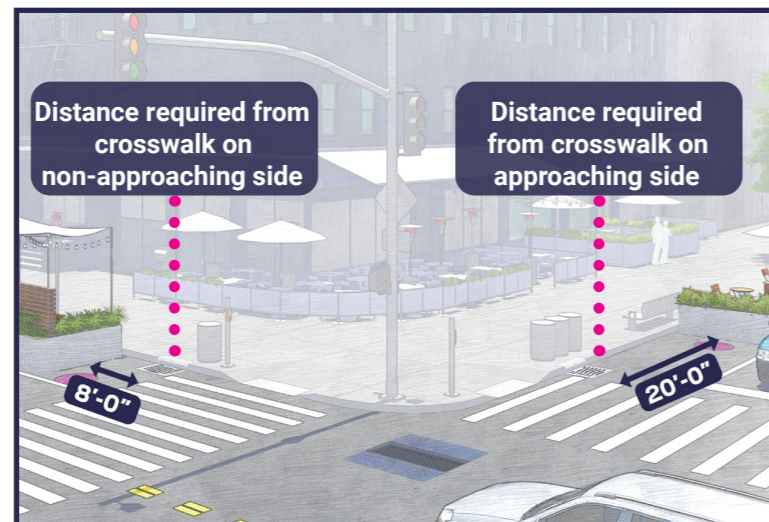 Distance required from
crosswalk on
non-approaching side
Distance required
from crosswalk on
approaching side
8'-0"
20'-0"